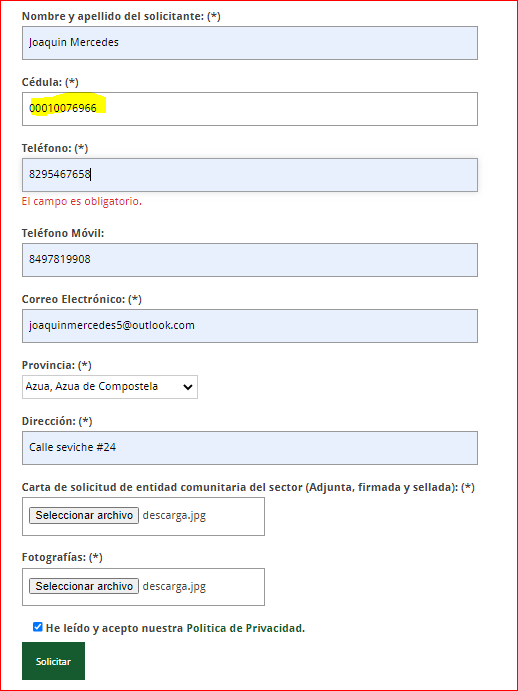 Nombre y apellido del solicitante: (*)
Joaquin Mercedes
Cédula: (*)
00010076966
Teléfono: (*)
8295467658
El campo es obligatorio.
Teléfono Móvil:
8497819908
Correo Electrónico: (*)
joaquinmercedes5@outlook.com
Provincia: (*)
Azua, Azua de Compostela
Dirección: (*)
Calle seviche #24
Carta de solicitud de entidad comunitaria del sector (Adjunta, firmada y sellada): (*)
Seleccionar archivo descarga.jpg
Fotografías: (*)
Seleccionar archivo descarga.jpg
He leído y acepto nuestra Politica de Privacidad.
Solicitar